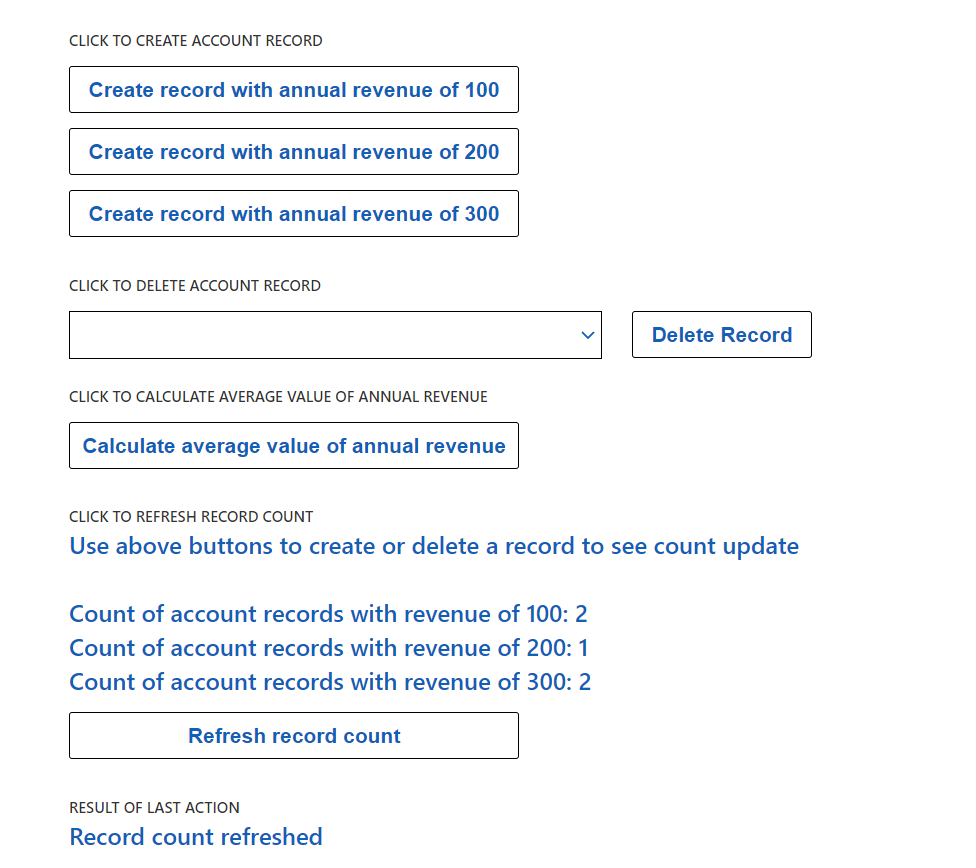 CLICK TO CREATE ACCOUNT RECORD
Create record with annual revenue of 100
Create record with annual revenue of 200
Create record with annual revenue of 300
CLICK TO DELETE ACCOUNT RECORD
Delete Record
CLICK TO CALCULATE AVERAGE VALUE OF ANNUAL REVENUE
Calculate average value of annual revenue
CLICK TO REFRESH RECORD COUNT
Use above buttons to create or delete a record to see count update
Count of account records with revenue of 100: 2
Count of account records with revenue of 200: 1
Count of account records with revenue of 300: 2
Refresh record count
RESULT OF LAST ACTION
Record count refreshed